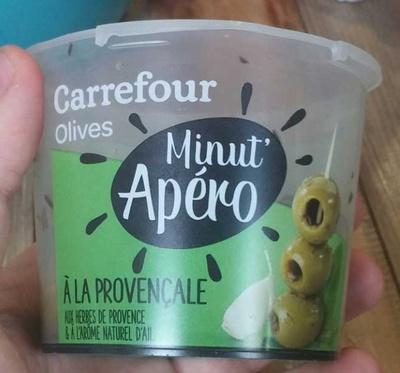 Carrefour
Olives
Minut'
Apéro
À LA PROVENÇALE
AUX HERBES DE PROVENCE
& À L'ARÔME NATUREL D'AIL